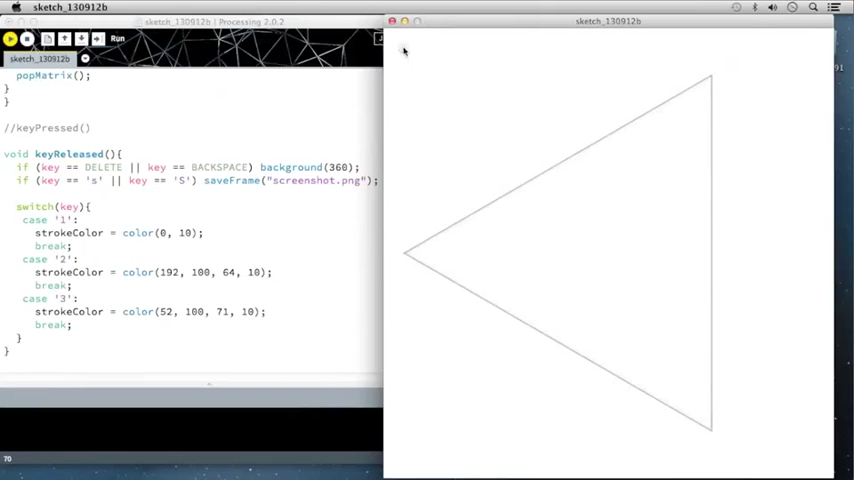 sketch_130912b
sketch_130912b | Processing 2.0.2
sketch_130912b
Run
sketch_130912b
popMatrix();
}
}
//keyPressed()
void keyReleased(){
if (key == DELETE || key == BACKSPACE) background(360);
if (key == 's' || key == 'S') saveFrame("screenshot.png");
switch(key){
case '1':
strokeColor = color(0, 10);
break;
case '2':
strokeColor = color(192, 100, 64, 10);
break;
case '3':
strokeColor = color(52, 100, 71, 10);
break;
}
}
70
91